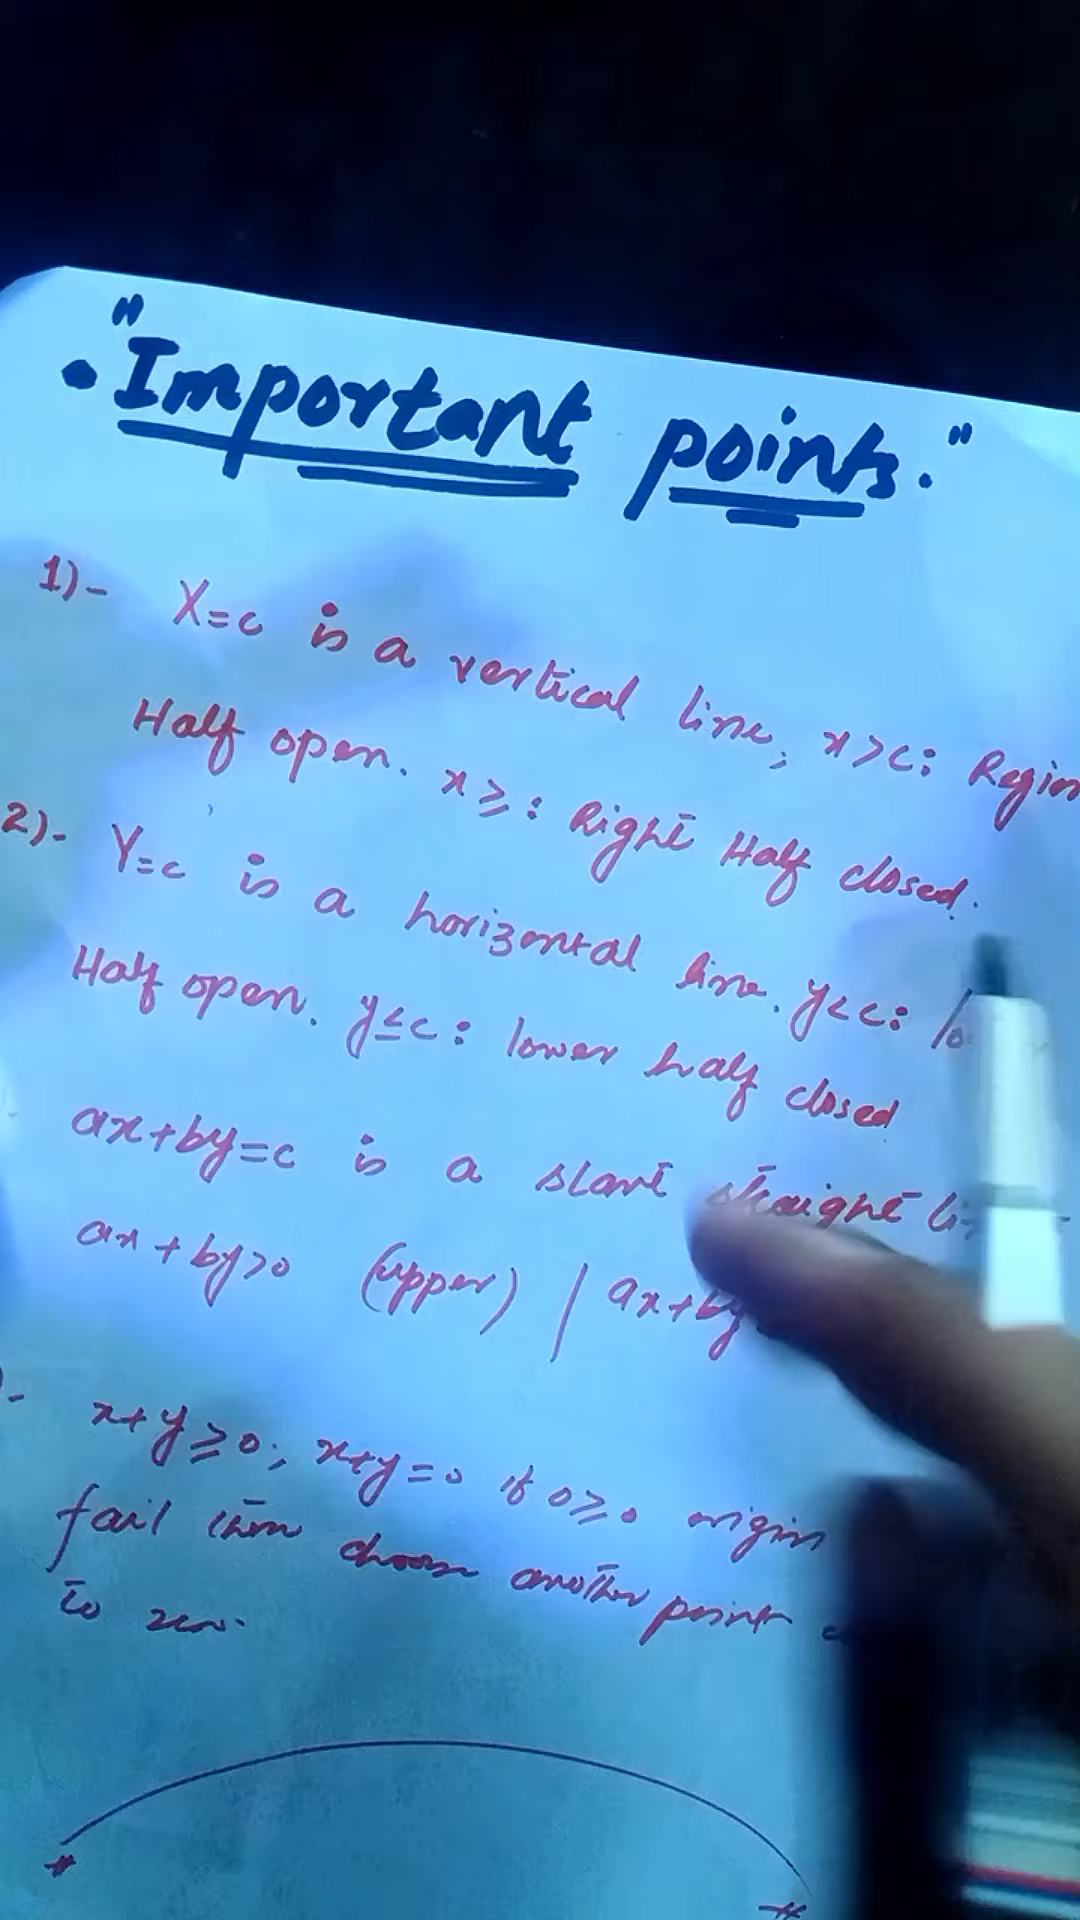 • "Important points."
1)- X=c is a vertical line, x>c: Region
Half open. x≥: Right Half closed.
2)- Y=c is a horizontal line. y<c:
Half open. y≤c: lower half closed
ax+by=c is a slant straight
ax+by>0 (upper) | ax+by
x+y≥0; x+y=0 if 0≥0 origin
fail then choose another point
to zero.